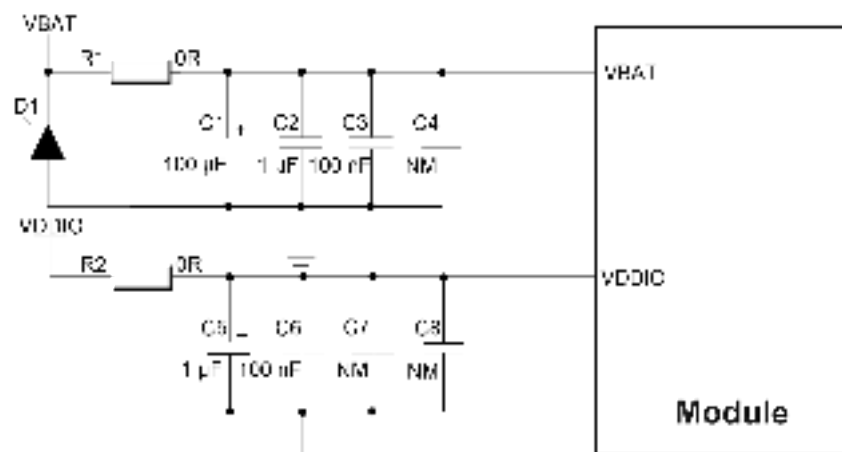 VBAT
R1 0R
VBAT
D1
C1 + C2 C3 C4
100 µF 1 µF 100 nF NM
VDDIO
R2 0R
VDDIO
C5 C6 C7 C8
1 µF 100 nF NM NM
Module